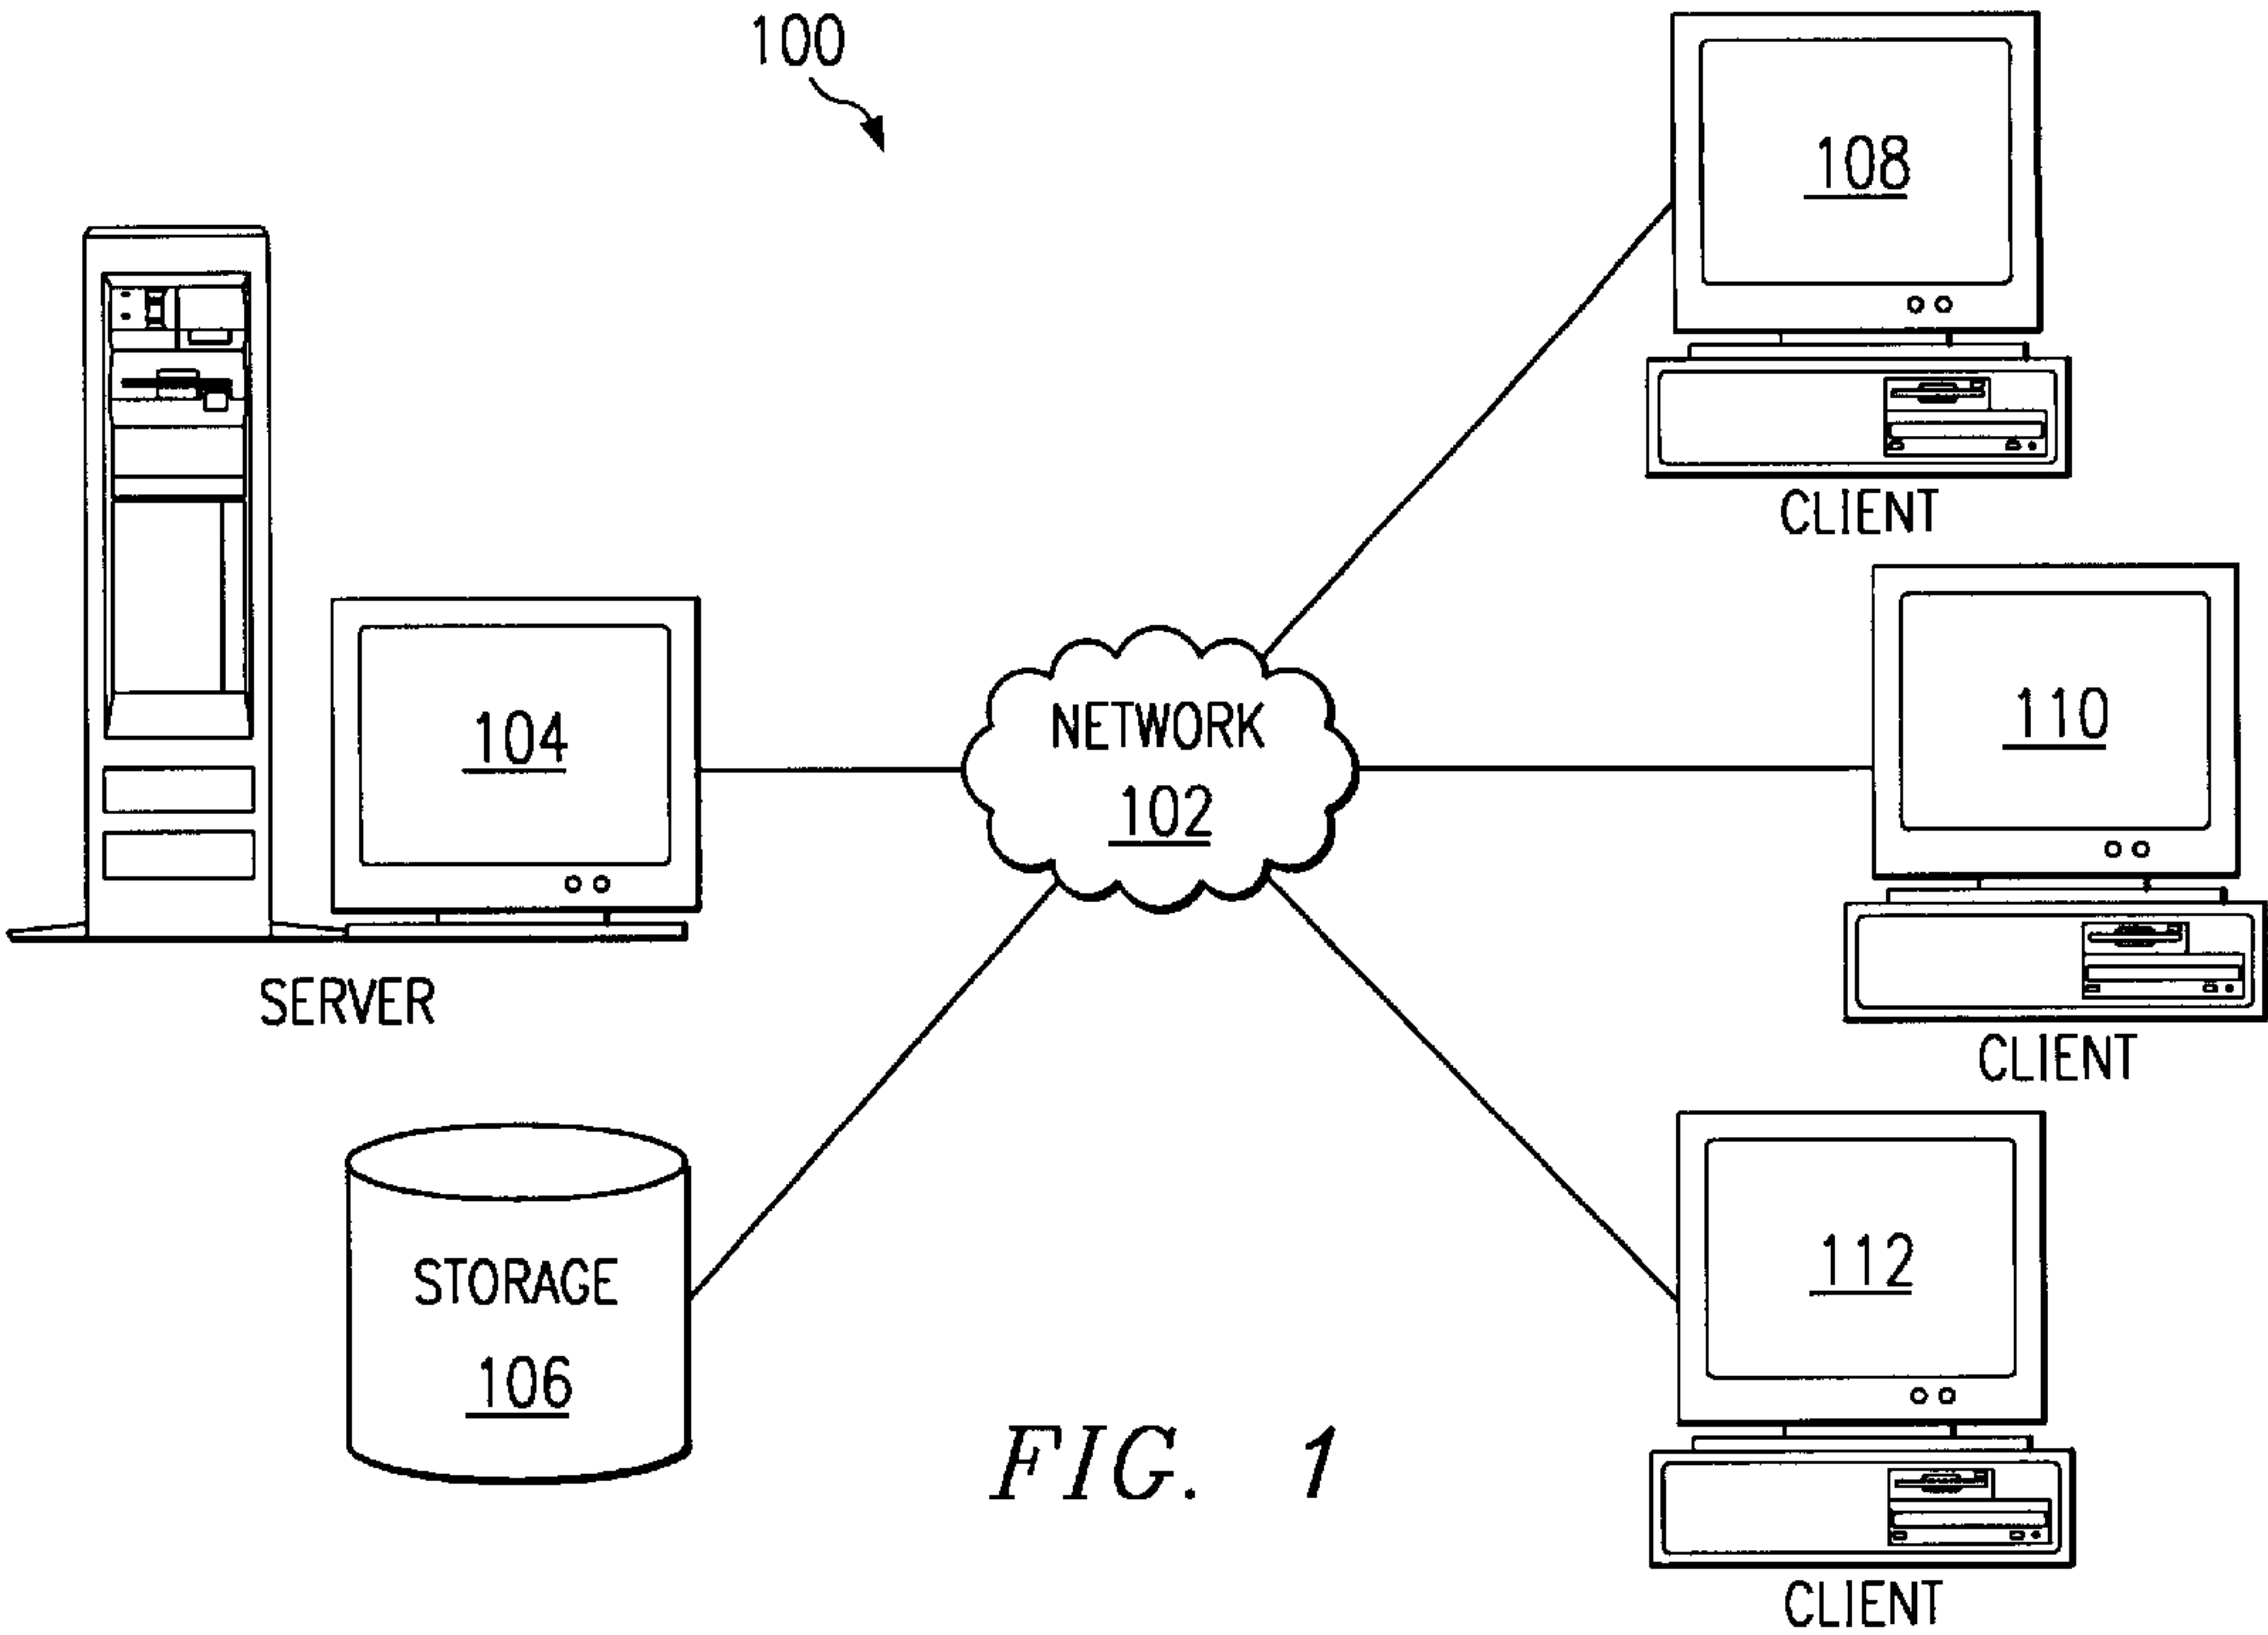 100
108
CLIENT
104
SERVER
NETWORK
102
110
CLIENT
STORAGE
106
112
CLIENT
FIG. 1